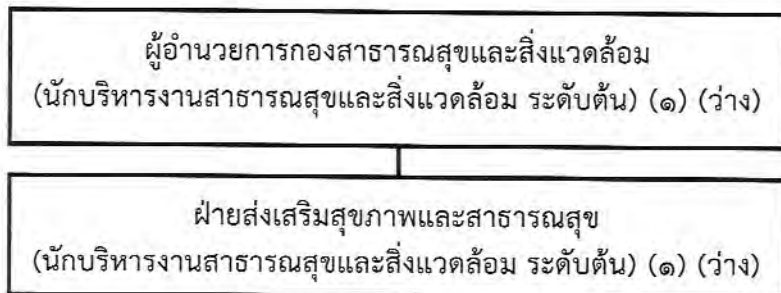 ผู้อำนวยการกองสาธารณสุขและสิ่งแวดล้อม
(นักบริหารงานสาธารณสุขและสิ่งแวดล้อม ระดับต้น) (๑) (ว่าง)
ฝ่ายส่งเสริมสุขภาพและสาธารณสุข
(นักบริหารงานสาธารณสุขและสิ่งแวดล้อม ระดับต้น) (๑) (ว่าง)